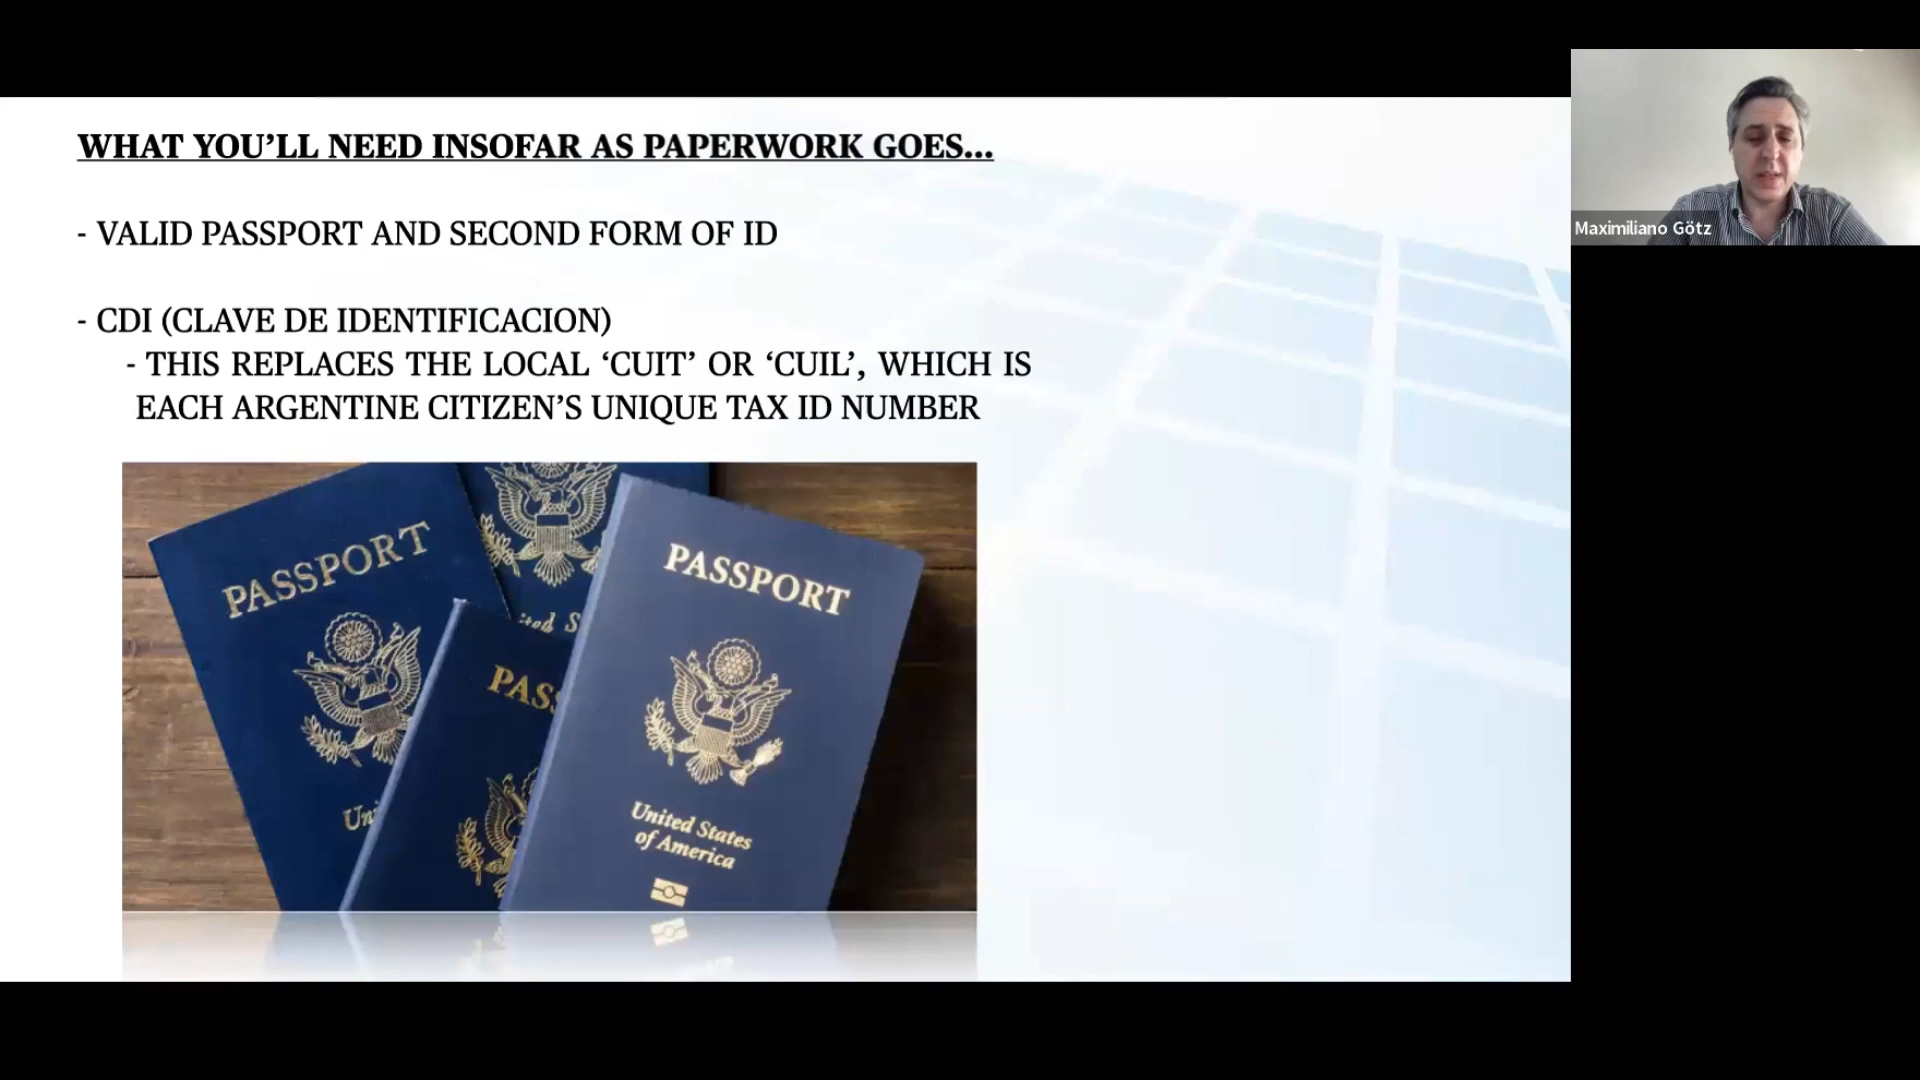 WHAT YOU’LL NEED INSOFAR AS PAPERWORK GOES...
- VALID PASSPORT AND SECOND FORM OF ID
- CDI (CLAVE DE IDENTIFICACION)
- THIS REPLACES THE LOCAL ‘CUIT’ OR ‘CUIL’, WHICH IS
EACH ARGENTINE CITIZEN’S UNIQUE TAX ID NUMBER
Maximiliano Götz
PASSPORT
PASSPORT
United States
of America